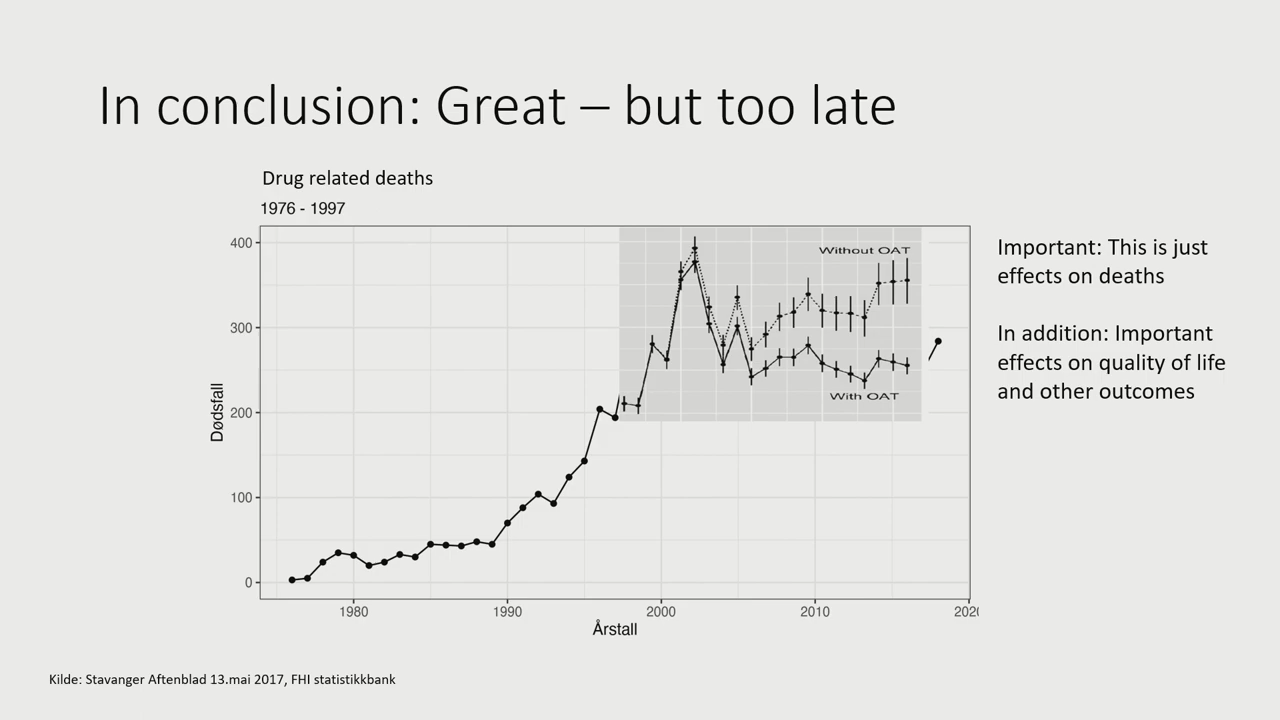 In conclusion: Great – but too late
Drug related deaths
1976 - 1997
Important: This is just
effects on deaths
In addition: Important
effects on quality of life
and other outcomes
Without OAT
With OAT
Dødsfall
400
300
200
100
0
1980
1990
2000
2010
202
Årstall
Kilde: Stavanger Aftenblad 13.mai 2017, FHI statistikkbank